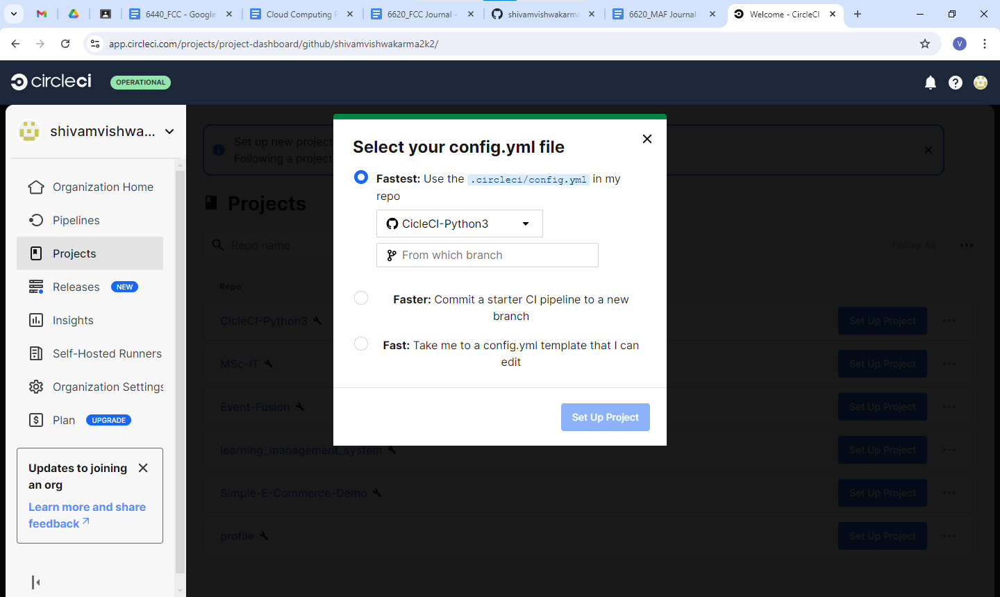 6440_FCC - Google
Cloud Computing P
6620_FCC Journal -
shivamvishwakarma
6620_MAF Journal -
Welcome - CircleCI
app.circleci.com/projects/project-dashboard/github/shivamvishwakarma2k2/
V
circleci
OPERATIONAL
shivamvishwa...
Organization Home
Pipelines
Projects
Releases NEW
Insights
Self-Hosted Runners
Organization Settings
Plan UPGRADE
Updates to joining
an org
Learn more and share
feedback
Set up new project
Following a project
Projects
Repo name
Follow All
Repo
CicleCI-Python3 Set Up Project
MSc-IT Set Up Project
Event-Fusion Set Up Project
learning_management_system Set Up Project
Simple-E-Commerce-Demo Set Up Project
profile Set Up Project
Select your config.yml file
Fastest: Use the .circleci/config.yml in my
repo
CicleCI-Python3
From which branch
Faster: Commit a starter CI pipeline to a new
branch
Fast: Take me to a config.yml template that I can
edit
Set Up Project